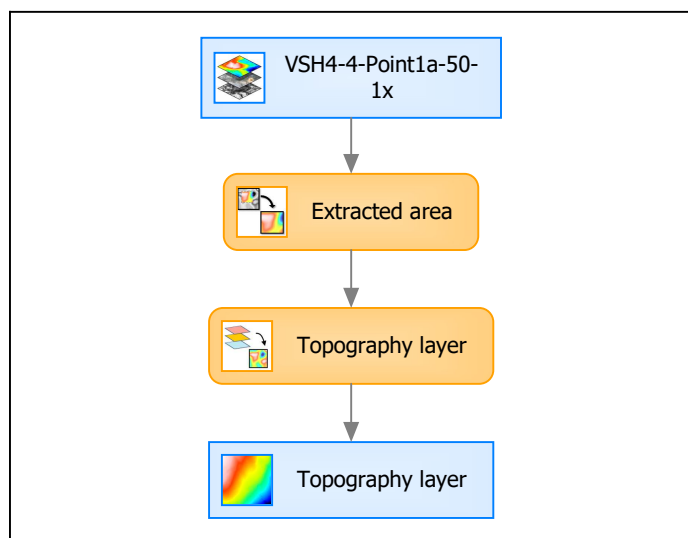 VSH4-4-Point1a-50-
1x
Extracted area
Topography layer
Topography layer